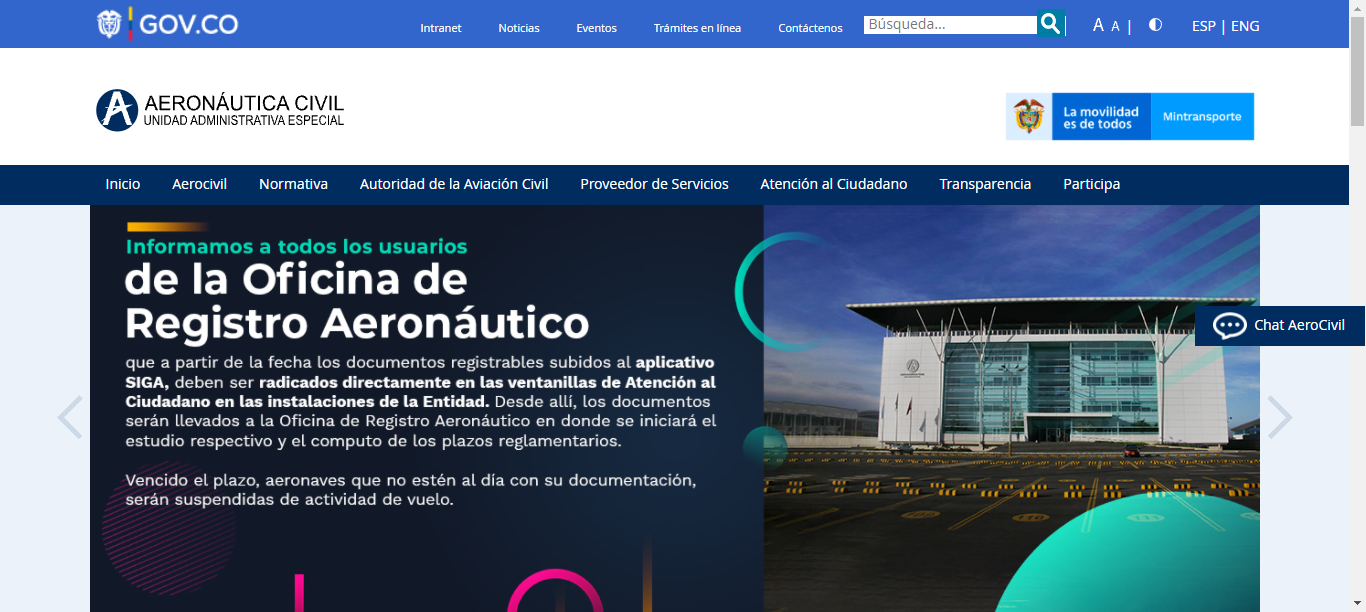 GOV.CO
Intranet
Noticias
Eventos
Trámites en línea
Contáctenos
Búsqueda...
A A |
ESP | ENG
AERONÁUTICA CIVIL
UNIDAD ADMINISTRATIVA ESPECIAL
La movilidad
es de todos
Mintransporte
Inicio
Aerocivil
Normativa
Autoridad de la Aviación Civil
Proveedor de Servicios
Atención al Ciudadano
Transparencia
Participa
Informamos a todos los usuarios
de la Oficina de
Registro Aeronáutico
que a partir de la fecha los documentos registrables subidos al aplicativo
SIGA, deben ser radicados directamente en las ventanillas de Atención al
Ciudadano en las instalaciones de la Entidad. Desde allí, los documentos
serán llevados a la Oficina de Registro Aeronáutico en donde se iniciará el
estudio respectivo y el computo de los plazos reglamentarios.
Vencido el plazo, aeronaves que no estén al día con su documentación,
serán suspendidas de actividad de vuelo.
Chat AeroCivil